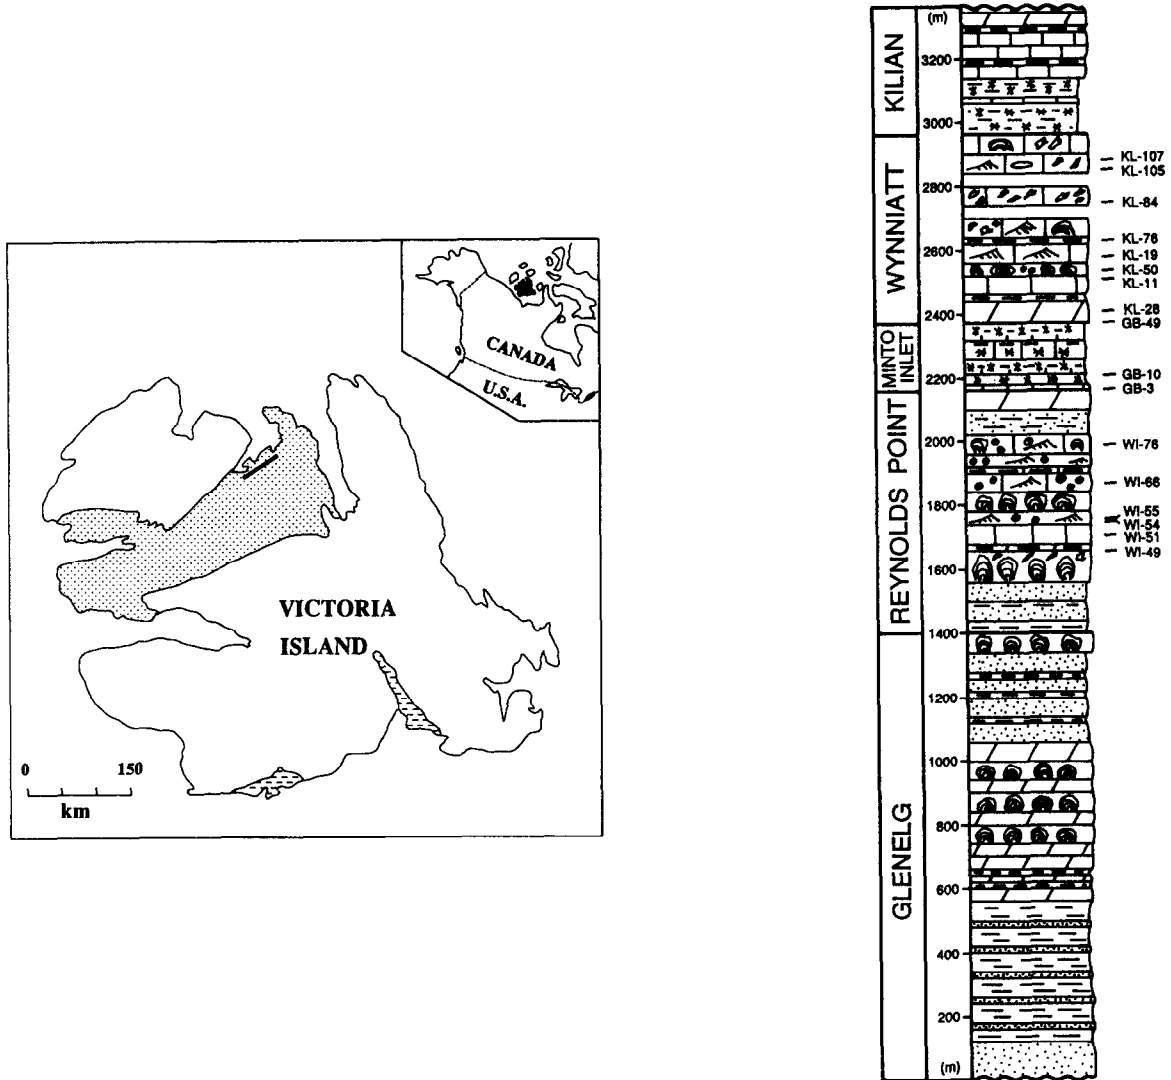 CANADA
U.S.A.
VICTORIA
ISLAND
0 150
km
KILIAN
WYNNIATT
MINTO
INLET
REYNOLDS POINT
GLENELG
(m)
3200
3000
2800
2600
2400
2200
2000
1800
1600
1400
1200
1000
800
600
400
200
(m)
KL-107
KL-105
KL-84
KL-76
KL-19
KL-50
KL-11
KL-28
GB-49
GB-10
GB-3
WI-76
WI-66
WI-55
WI-54
WI-51
WI-49